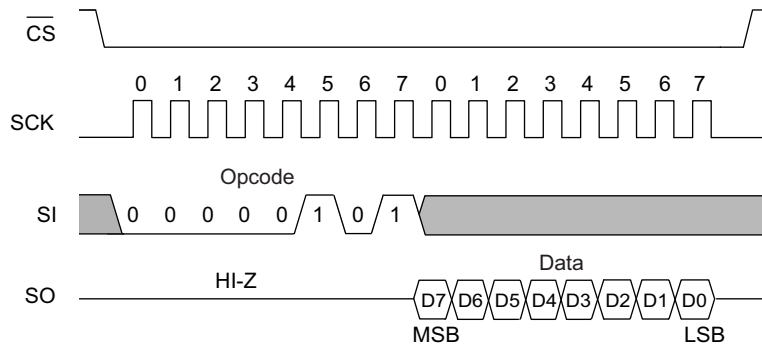 CS
0 1 2 3 4 5 6 7 0 1 2 3 4 5 6 7
SCK
Opcode
SI 0 0 0 0 0 1 0 1
Data
HI-Z
SO D7 D6 D5 D4 D3 D2 D1 D0
MSB LSB